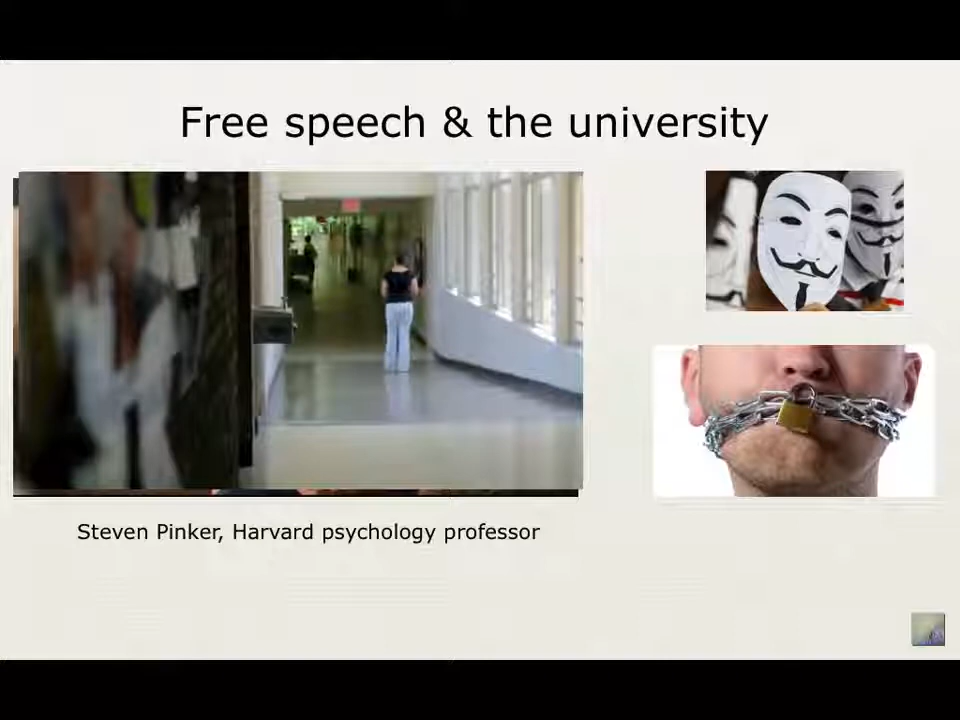 Free speech & the university
Steven Pinker, Harvard psychology professor